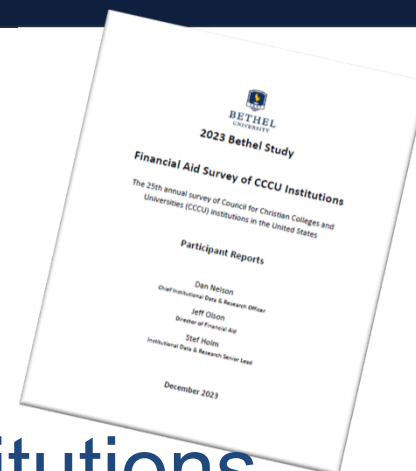 BETHEL
UNIVERSITY
2023 Bethel Study
Financial Aid Survey of CCCU Institutions
The 25th annual survey of Council for Christian Colleges and
Universities (CCCU) institutions in the United States
Participant Reports
Dan Nelson
Chief Institutional Data & Research Officer
Jeff Olson
Director of Financial Aid
Stef Holm
Institutional Data & Research Senior Lead
December 2023